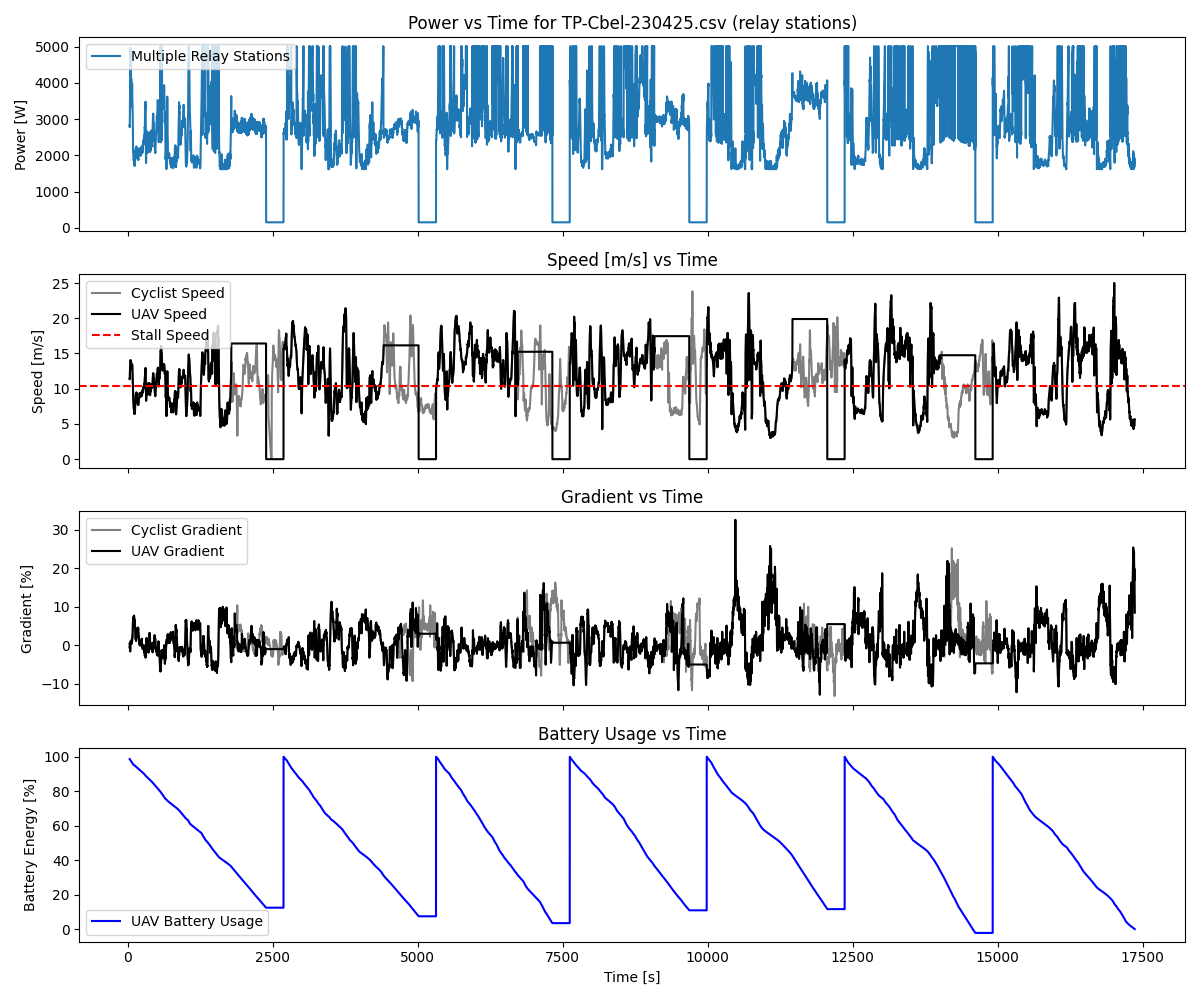 Power vs Time for TP-Cbel-230425.csv (relay stations)
Power [W]
5000
4000
3000
2000
1000
0
Multiple Relay Stations
Speed [m/s] vs Time
Speed [m/s]
25
20
15
10
5
0
Cyclist Speed
UAV Speed
Stall Speed
Gradient vs Time
Gradient [%]
30
20
10
0
−10
Cyclist Gradient
UAV Gradient
Battery Usage vs Time
Battery Energy [%]
100
80
60
40
20
0
UAV Battery Usage
0 2500 5000 7500 10000 12500 15000 17500
Time [s]